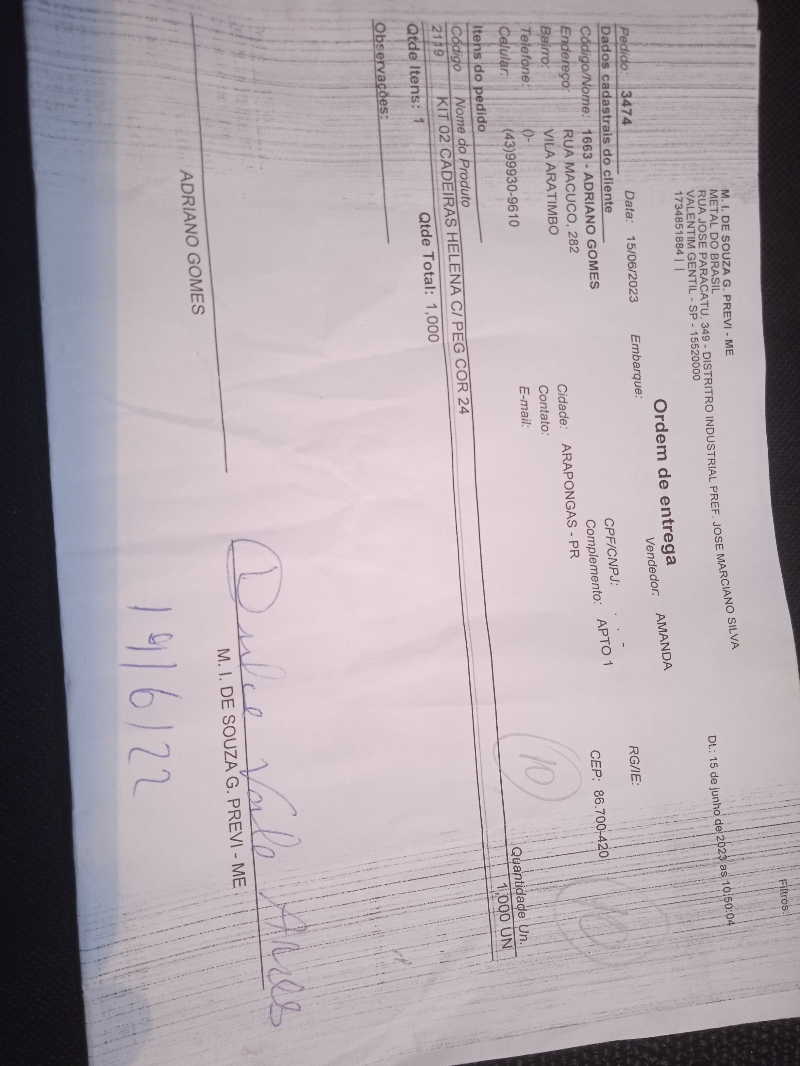 Filtros:
M. I. DE SOUZA G. PREVI - ME
METAL DO BRASIL
RUA JOSE PARACATU, 349 - DISTRITRO INDUSTRIAL PREF. JOSE MARCIANO SILVA
VALENTIM GENTIL - SP - 15520000
1734851884 | |
Dt.: 15 de junho de 2023 as 10:50:04
Ordem de entrega
Pedido: 3474 Data: 15/06/2023 Embarque: Vendedor: AMANDA
Dados cadastrais do cliente
Código/Nome: 1663 - ADRIANO GOMES CPF/CNPJ: . . - RG/IE:
Endereço: RUA MACUCO, 282 Complemento: APTO 1 CEP: 86.700-420
Bairro: VILA ARATIMBO Cidade: ARAPONGAS - PR
Telefone: ()- Contato:
Celular: (43)99930-9610 E-mail:
10
Itens do pedido
Código Nome do Produto Quantidade Un.
2119 KIT 02 CADEIRAS HELENA C/ PEG COR 24 1,000 UN
Qtde Itens: 1 Qtde Total: 1,000
Observações:
Dulce
ADRIANO GOMES M. I. DE SOUZA G. PREVI - ME
19/6/22